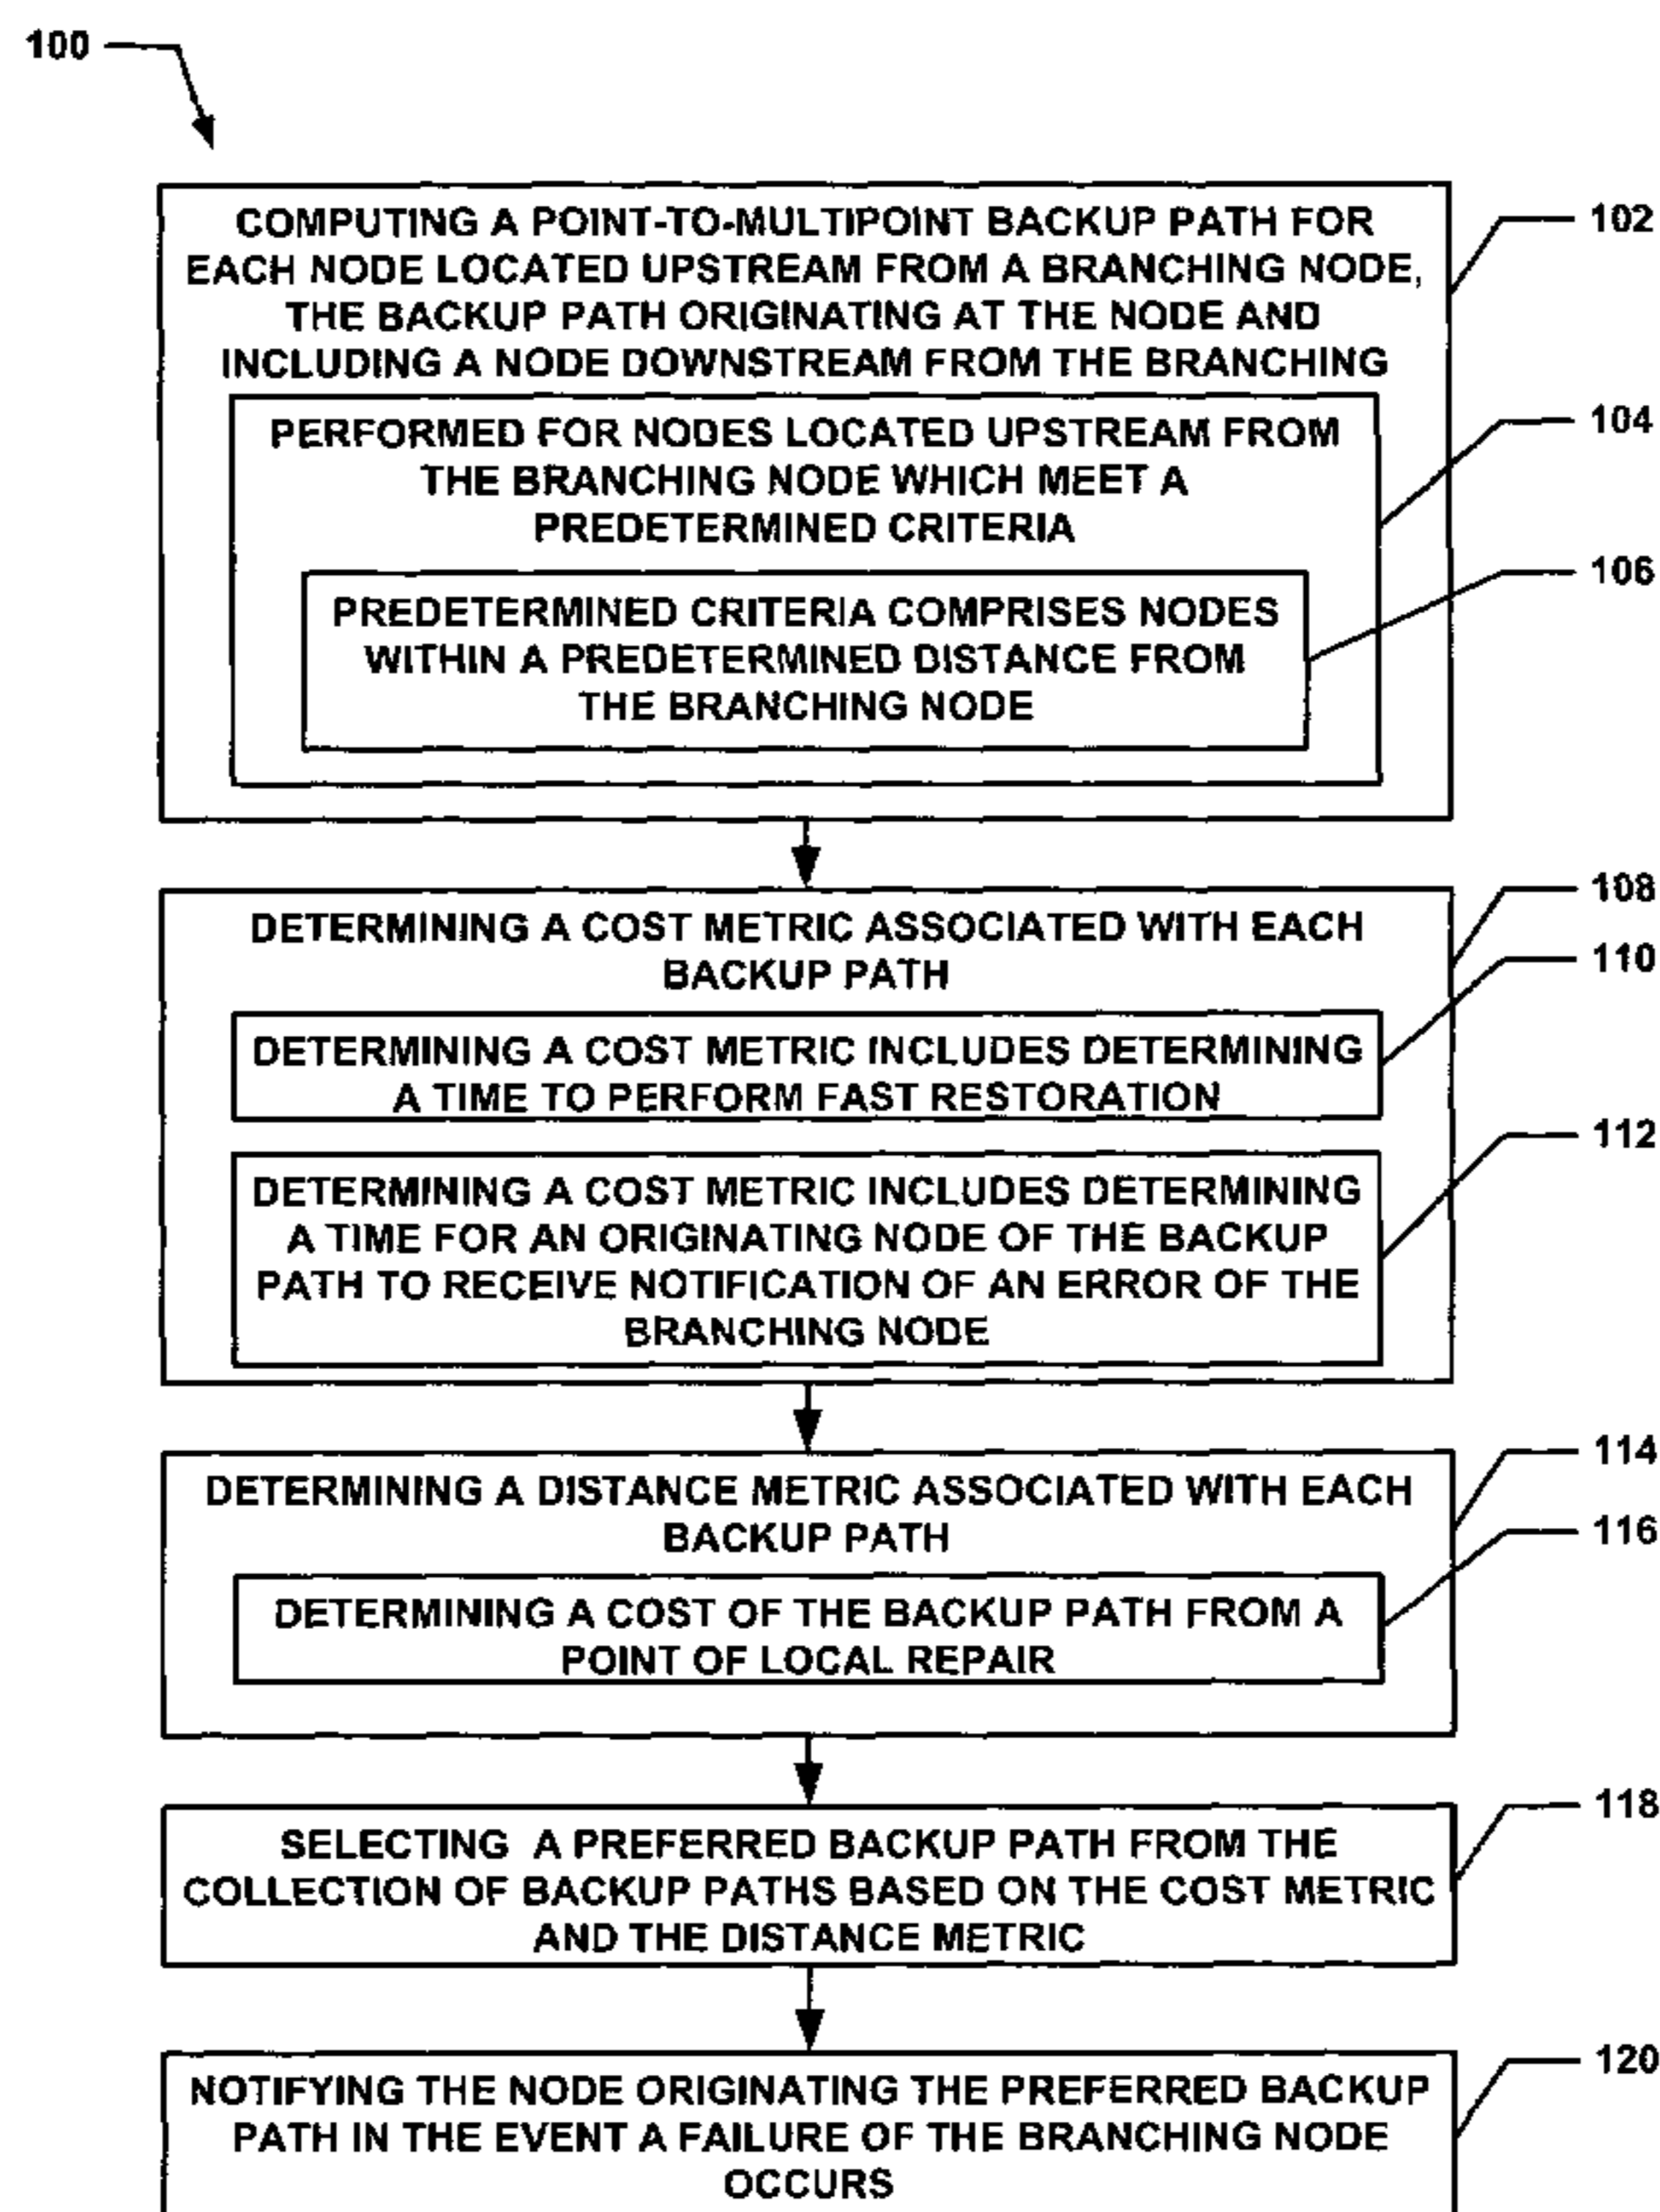 100
COMPUTING A POINT-TO-MULTIPOINT BACKUP PATH FOR
EACH NODE LOCATED UPSTREAM FROM A BRANCHING NODE,
THE BACKUP PATH ORIGINATING AT THE NODE AND
INCLUDING A NODE DOWNSTREAM FROM THE BRANCHING
102
PERFORMED FOR NODES LOCATED UPSTREAM FROM
THE BRANCHING NODE WHICH MEET A
PREDETERMINED CRITERIA
104
PREDETERMINED CRITERIA COMPRISES NODES
WITHIN A PREDETERMINED DISTANCE FROM
THE BRANCHING NODE
106
DETERMINING A COST METRIC ASSOCIATED WITH EACH
BACKUP PATH
108
DETERMINING A COST METRIC INCLUDES DETERMINING
A TIME TO PERFORM FAST RESTORATION
110
DETERMINING A COST METRIC INCLUDES DETERMINING
A TIME FOR AN ORIGINATING NODE OF THE BACKUP
PATH TO RECEIVE NOTIFICATION OF AN ERROR OF THE
BRANCHING NODE
112
DETERMINING A DISTANCE METRIC ASSOCIATED WITH EACH
BACKUP PATH
114
DETERMINING A COST OF THE BACKUP PATH FROM A
POINT OF LOCAL REPAIR
116
SELECTING A PREFERRED BACKUP PATH FROM THE
COLLECTION OF BACKUP PATHS BASED ON THE COST METRIC
AND THE DISTANCE METRIC
118
NOTIFYING THE NODE ORIGINATING THE PREFERRED BACKUP
PATH IN THE EVENT A FAILURE OF THE BRANCHING NODE
OCCURS
120